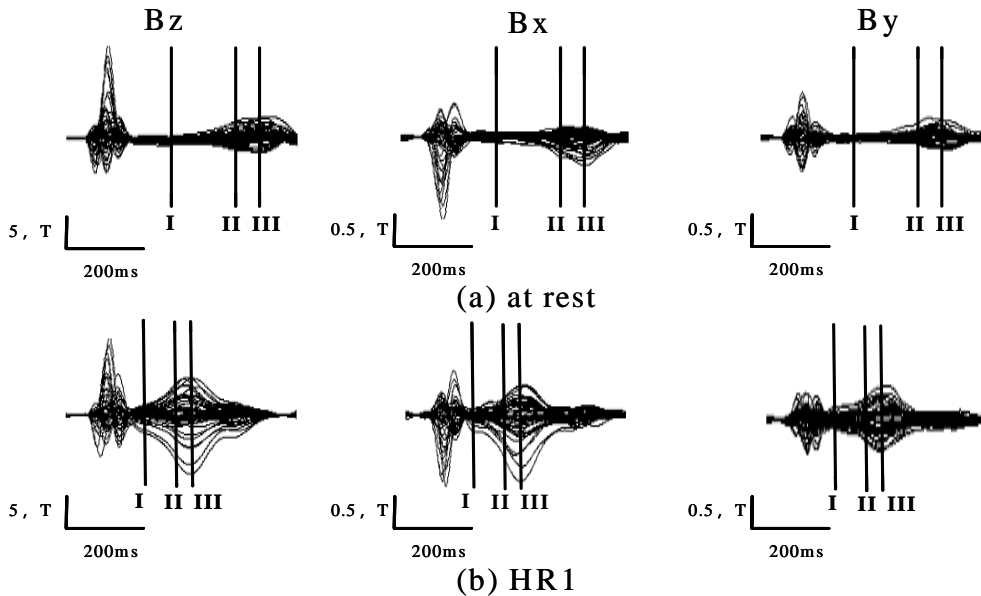 Bz Bx By
I II III I II III I II III
5, T 0.5, T 0.5, T
200ms 200ms 200ms
(a) at rest
I II III I II III I II III
5, T 0.5, T 0.5, T
200ms 200ms 200ms
(b) HR1